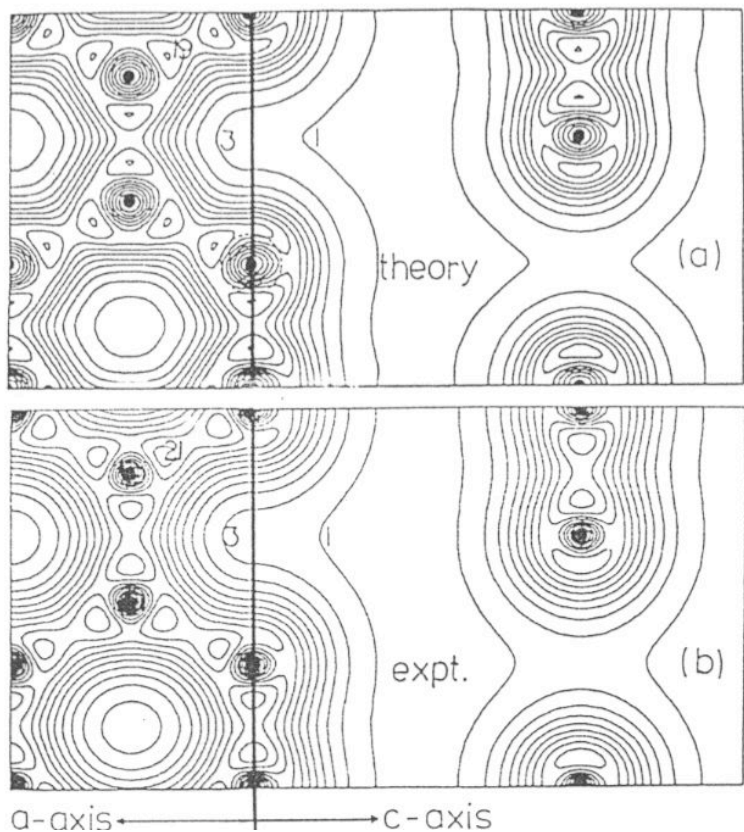 19
3 1
theory (a)
21
3 1
expt. (b)
a-axis c-axis